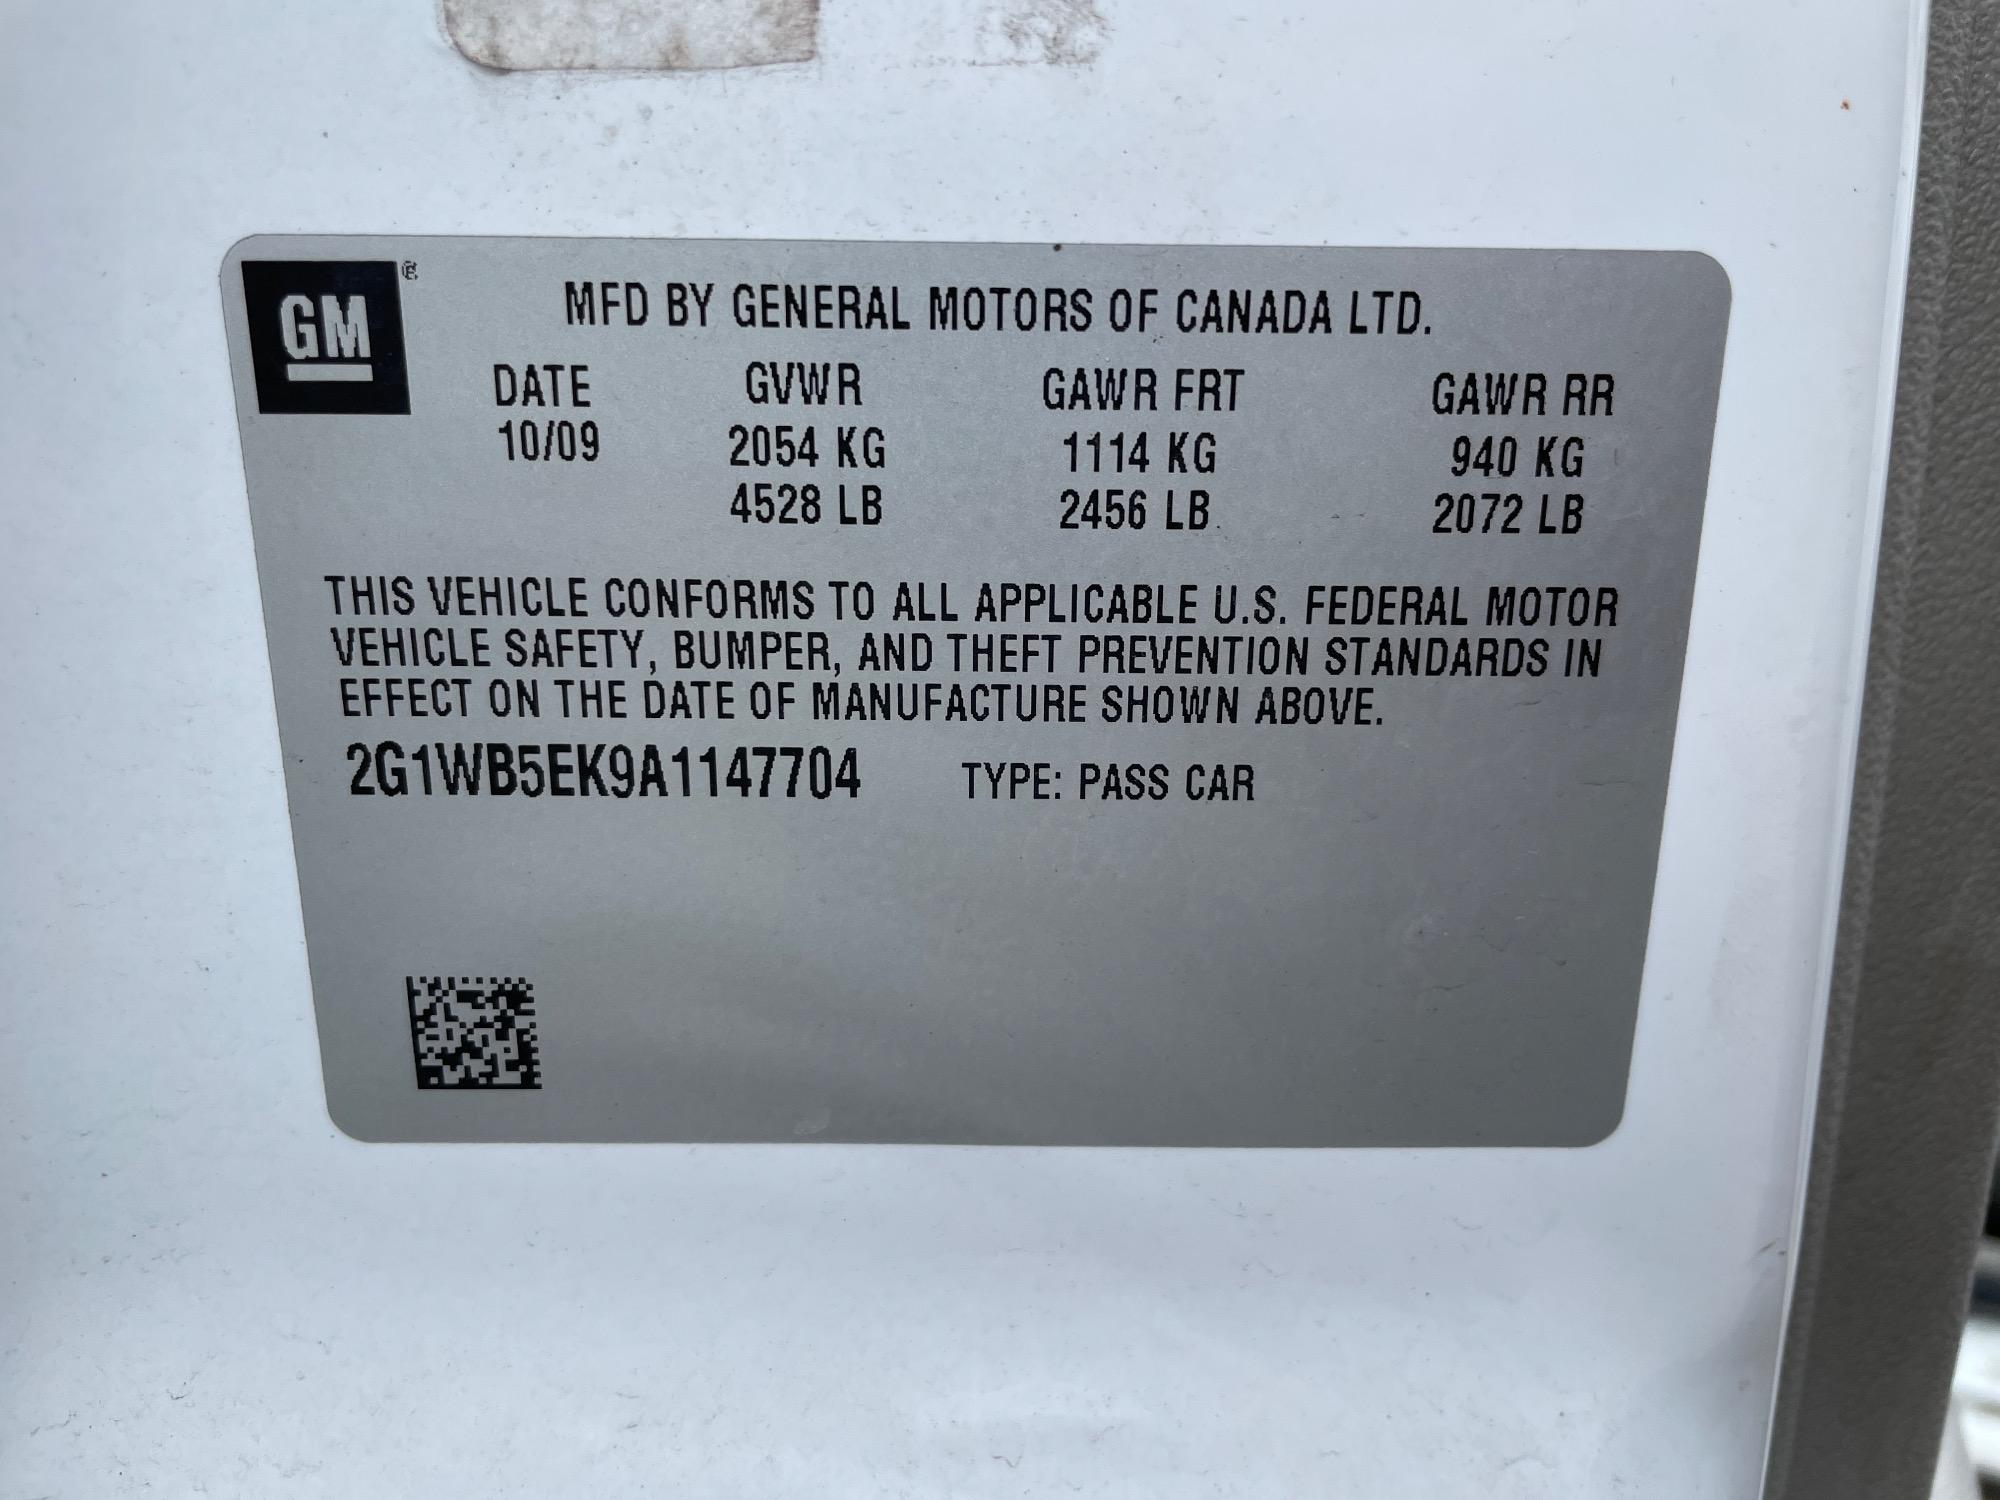 GM ®
MFD BY GENERAL MOTORS OF CANADA LTD.
DATE GVWR GAWR FRT GAWR RR
10/09 2054 KG 1114 KG 940 KG
4528 LB 2456 LB 2072 LB
THIS VEHICLE CONFORMS TO ALL APPLICABLE U.S. FEDERAL MOTOR
VEHICLE SAFETY, BUMPER, AND THEFT PREVENTION STANDARDS IN
EFFECT ON THE DATE OF MANUFACTURE SHOWN ABOVE.
2G1WB5EK9A1147704 TYPE: PASS CAR